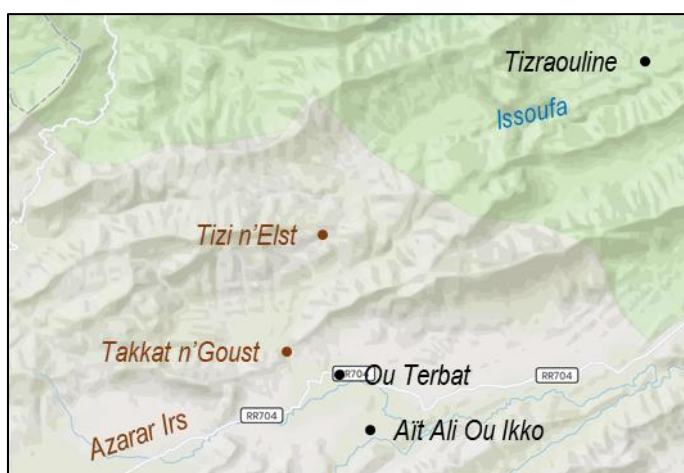 Tizraouline
Issoufa
Tizi n’Elst
Takkat n’Goust
RR704
Ou Terbat
RR704
Azarar Irs
RR704
Aït Ali Ou Ikko